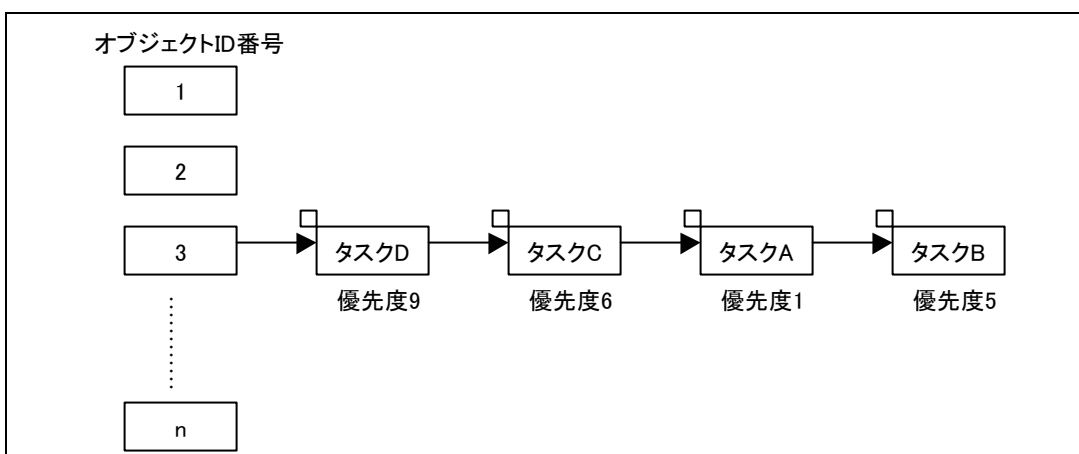 オブジェクトID番号
1
2
3
タスクD
タスクC
タスクA
タスクB
優先度9
優先度6
優先度1
優先度5
n